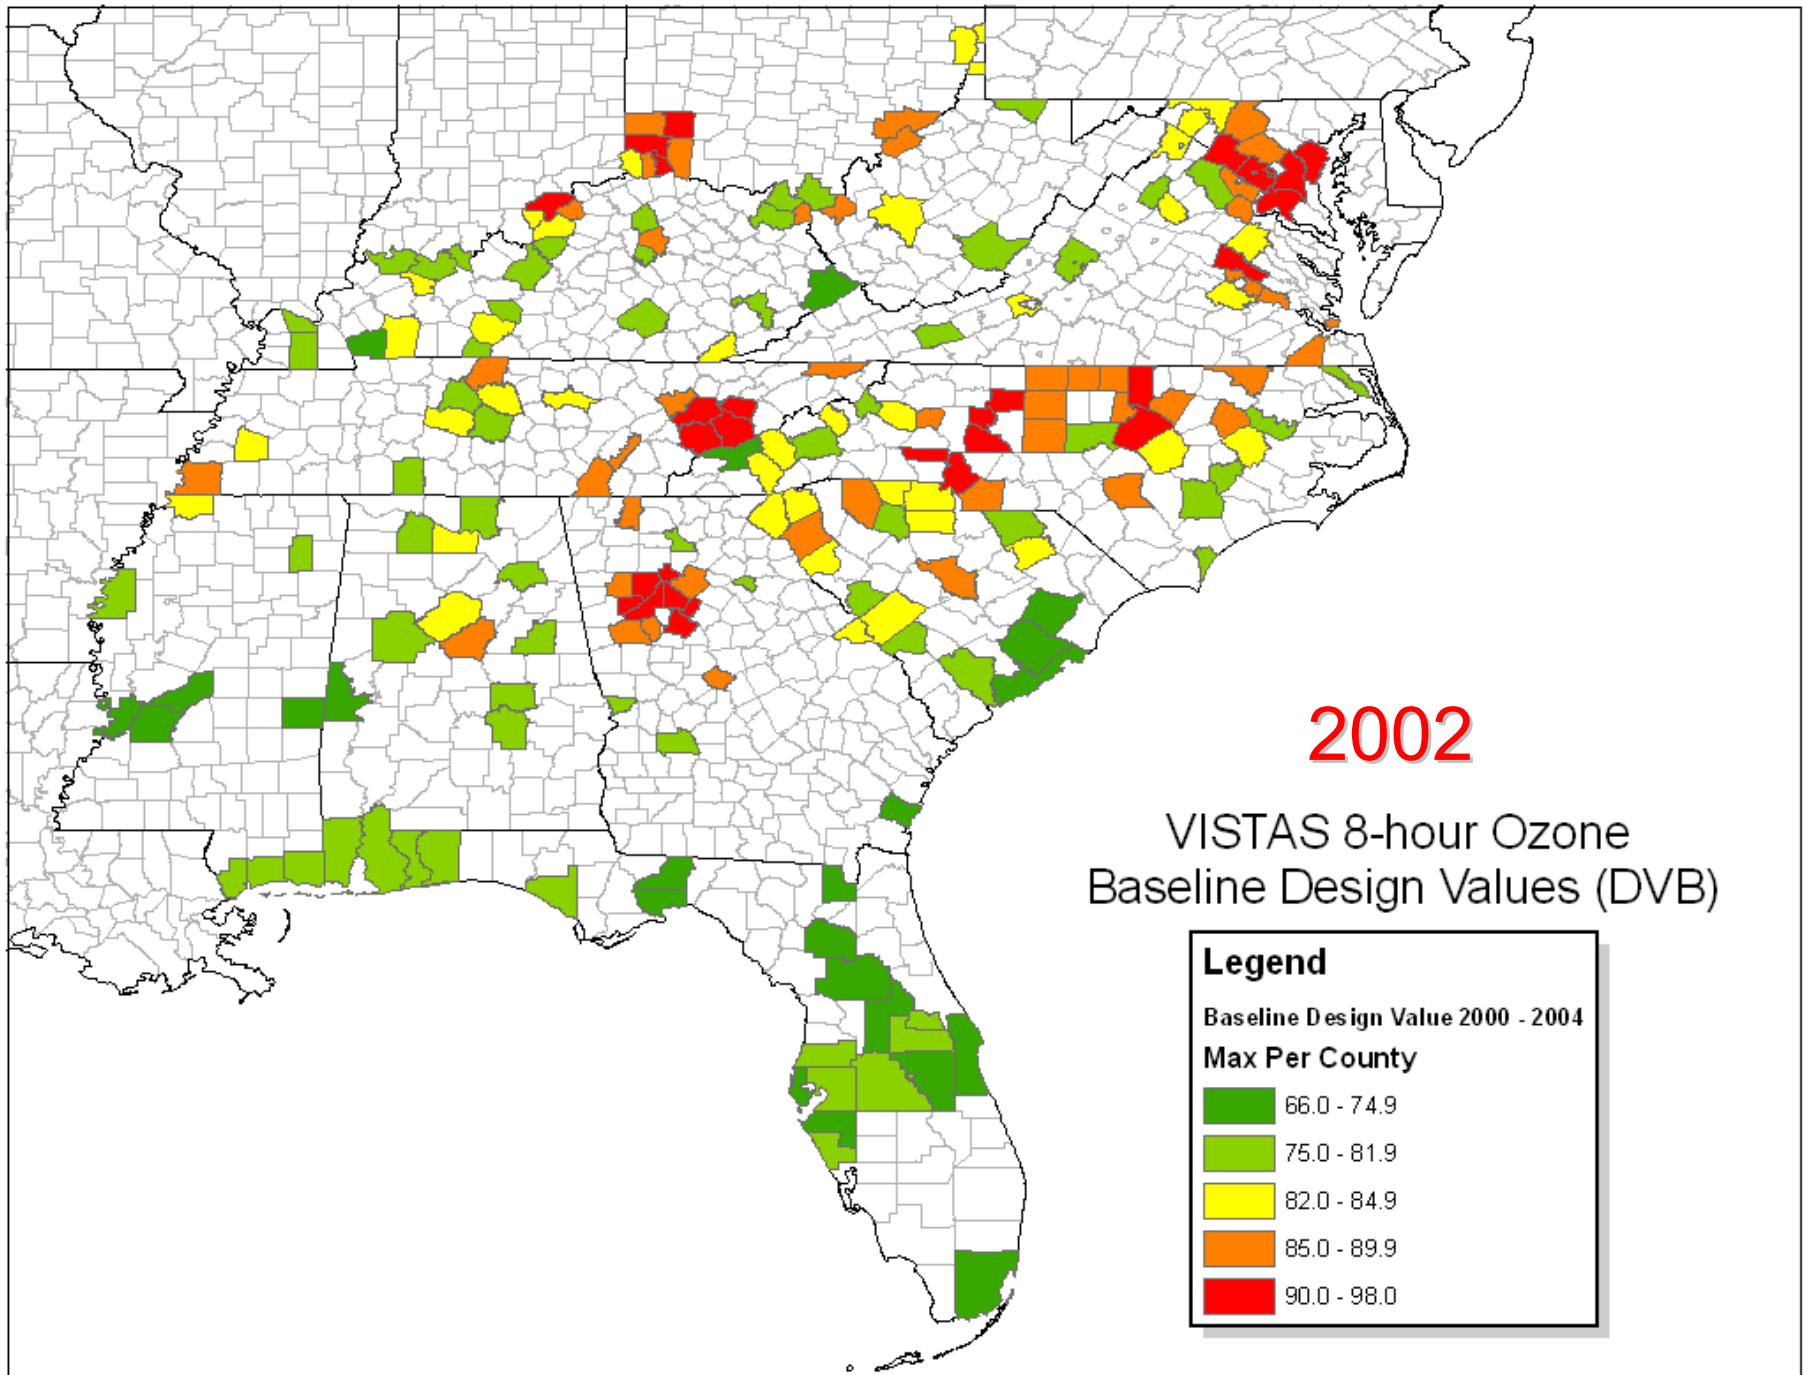 2002
VISTAS 8-hour Ozone
Baseline Design Values (DVB)
Legend
Baseline Design Value 2000 - 2004
Max Per County
66.0 - 74.9
75.0 - 81.9
82.0 - 84.9
85.0 - 89.9
90.0 - 98.0